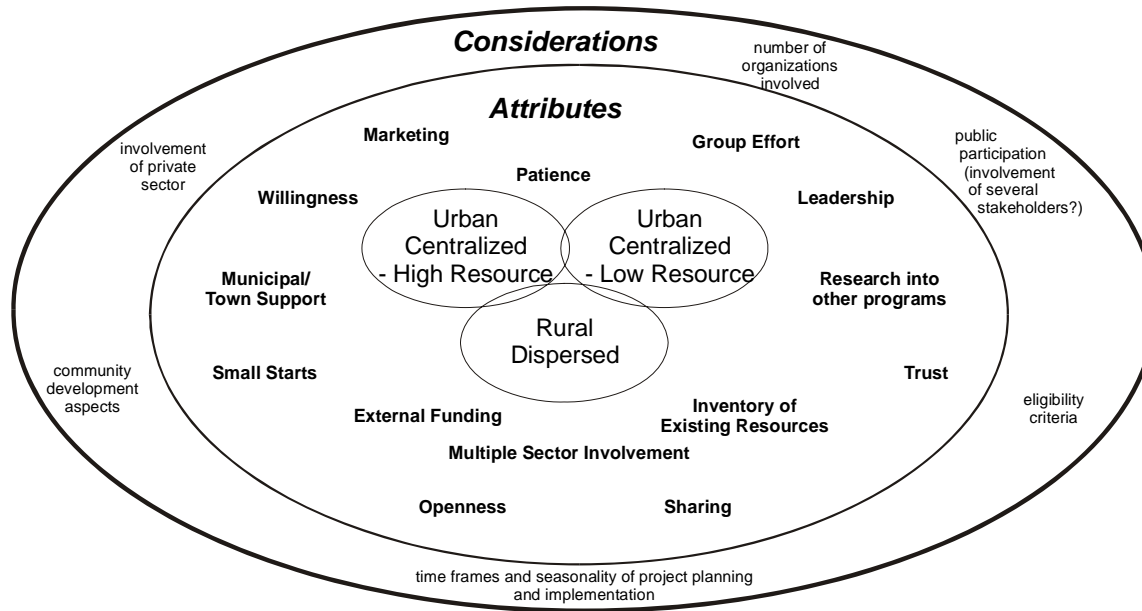 Considerations
number of
organizations
involved
Attributes
Marketing
Group Effort
involvement
of private
sector
public
participation
(involvement
of several
stakeholders?)
Patience
Willingness
Leadership
Urban
Centralized
- High Resource
Urban
Centralized
- Low Resource
Municipal/
Town Support
Research into
other programs
Rural
Dispersed
community
development
aspects
Small Starts
Trust
External Funding
Inventory of
Existing Resources
eligibility
criteria
Multiple Sector Involvement
Openness
Sharing
time frames and seasonality of project planning
and implementation